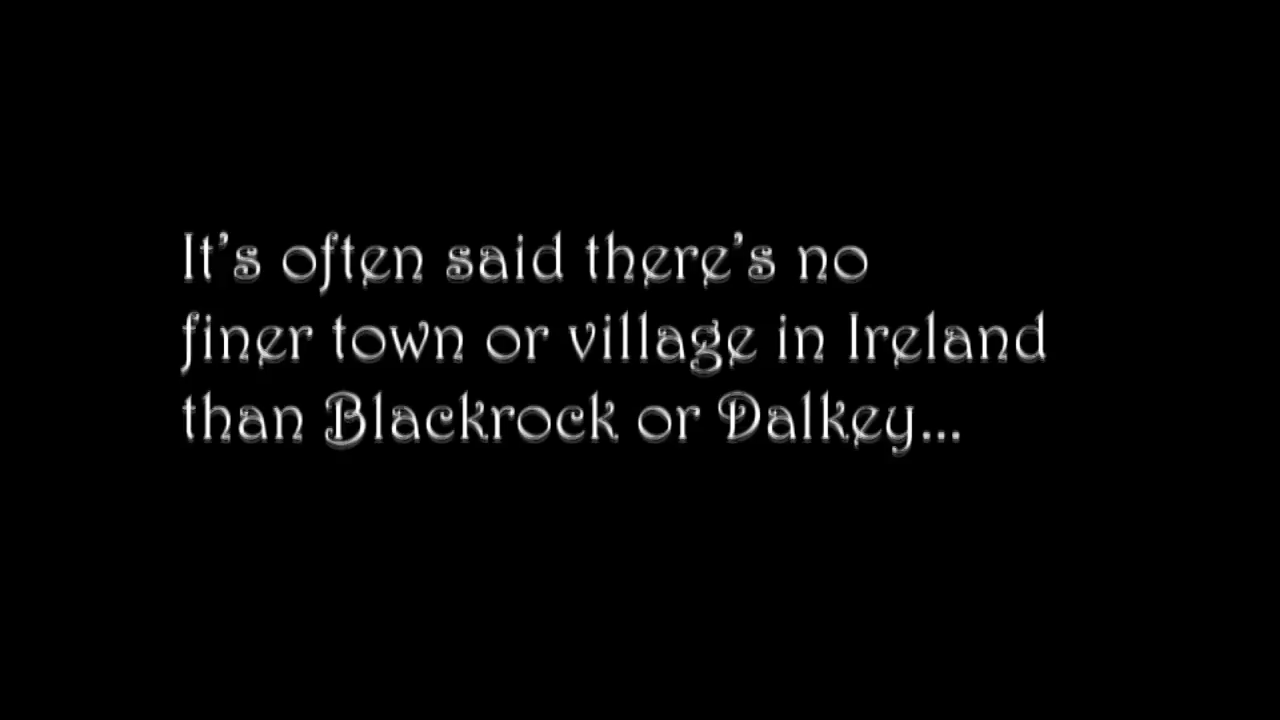 It's often said there's no
finer town or village in Ireland
than Blackrock or Dalkey...